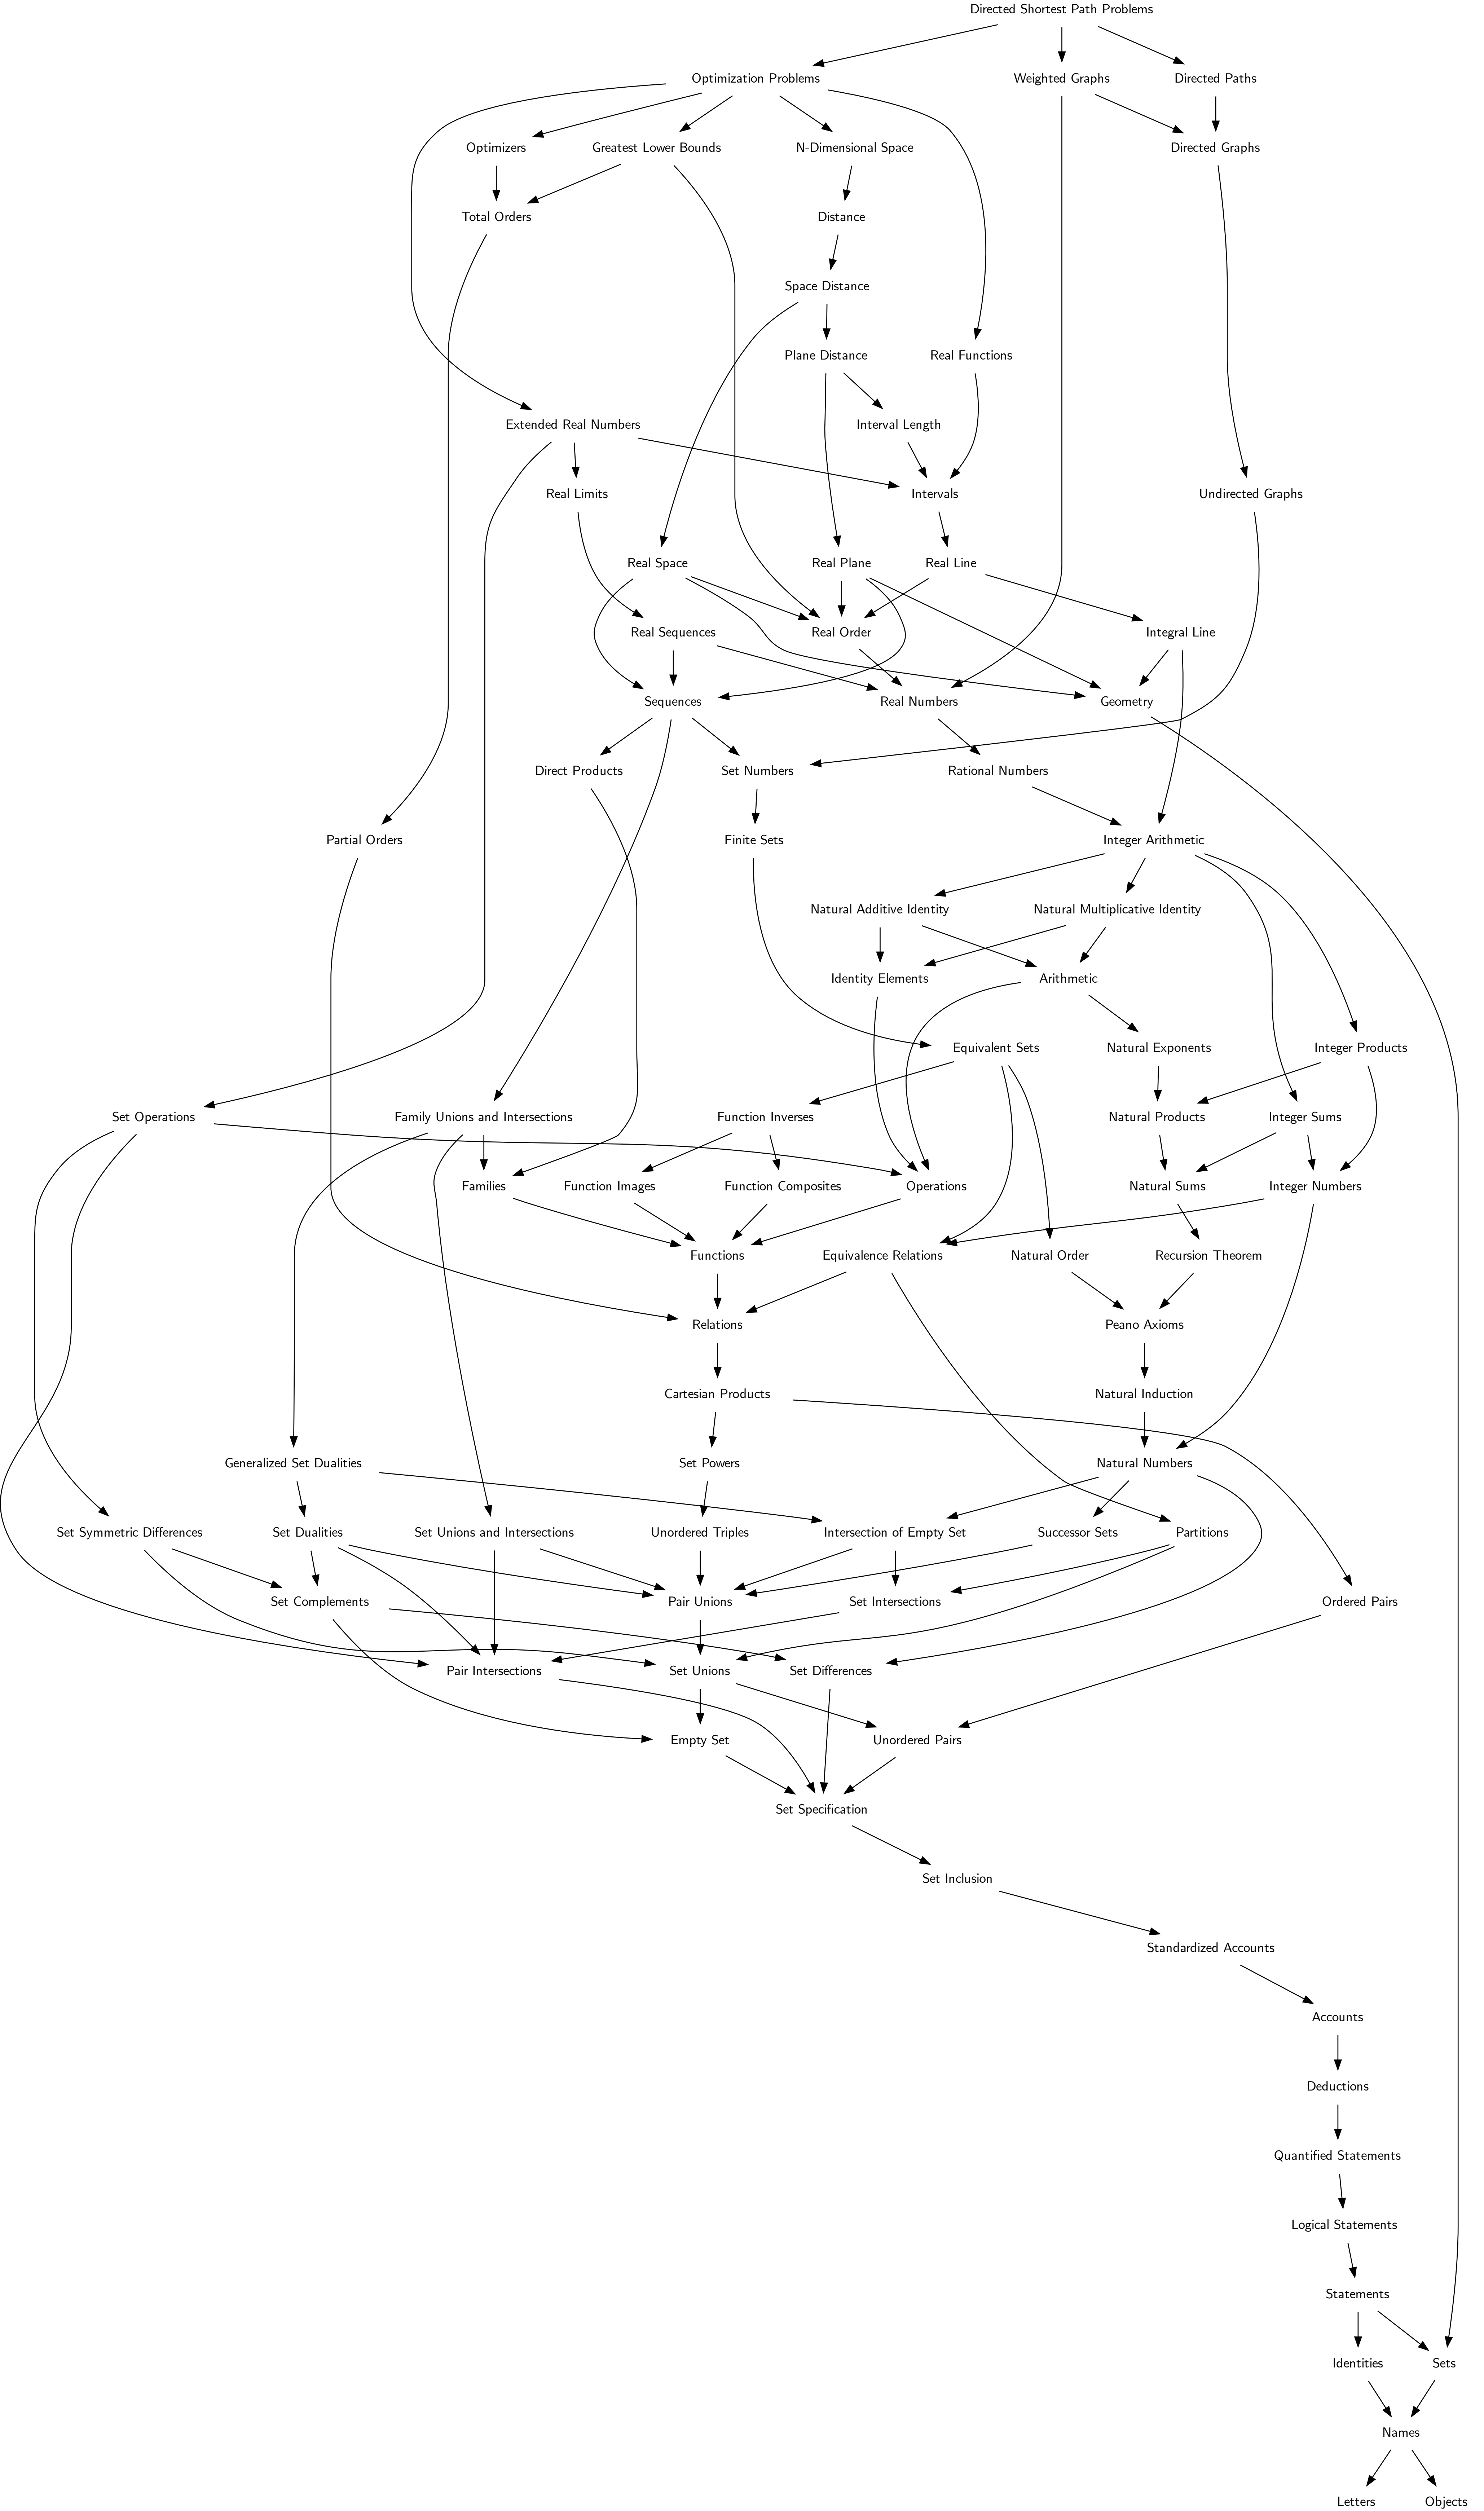 Directed Shortest Path Problems
Optimization Problems
Weighted Graphs
Directed Paths
Optimizers
Greatest Lower Bounds
N-Dimensional Space
Directed Graphs
Total Orders
Distance
Space Distance
Plane Distance
Real Functions
Extended Real Numbers
Interval Length
Real Limits
Intervals
Undirected Graphs
Real Space
Real Plane
Real Line
Real Sequences
Real Order
Integral Line
Sequences
Real Numbers
Geometry
Direct Products
Set Numbers
Rational Numbers
Partial Orders
Finite Sets
Integer Arithmetic
Natural Additive Identity
Natural Multiplicative Identity
Identity Elements
Arithmetic
Equivalent Sets
Natural Exponents
Integer Products
Set Operations
Family Unions and Intersections
Function Inverses
Natural Products
Integer Sums
Families
Function Images
Function Composites
Operations
Natural Sums
Integer Numbers
Functions
Equivalence Relations
Natural Order
Recursion Theorem
Relations
Peano Axioms
Cartesian Products
Natural Induction
Generalized Set Dualities
Set Powers
Natural Numbers
Set Symmetric Differences
Set Dualities
Set Unions and Intersections
Unordered Triples
Intersection of Empty Set
Successor Sets
Partitions
Set Complements
Pair Unions
Set Intersections
Ordered Pairs
Pair Intersections
Set Unions
Set Differences
Empty Set
Unordered Pairs
Set Specification
Set Inclusion
Standardized Accounts
Accounts
Deductions
Quantified Statements
Logical Statements
Statements
Identities
Sets
Names
Letters
Objects